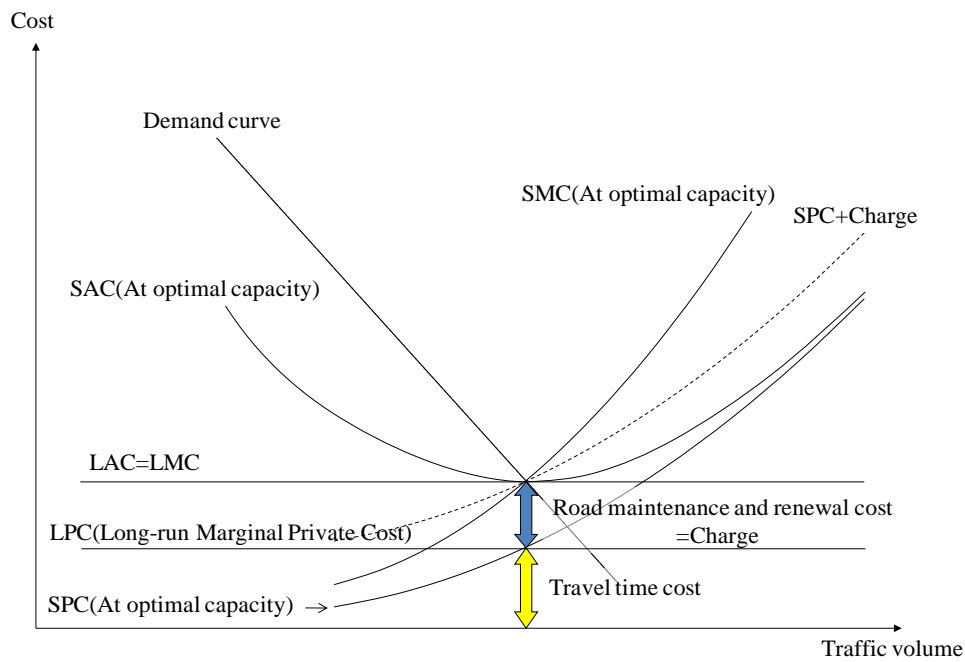 Cost
Demand curve
SMC(At optimal capacity)
SPC+Charge
SAC(At optimal capacity)
LAC=LMC
Road maintenance and renewal cost
=Charge
LPC(Long-run Marginal Private Cost)
Travel time cost
SPC(At optimal capacity)
Traffic volume